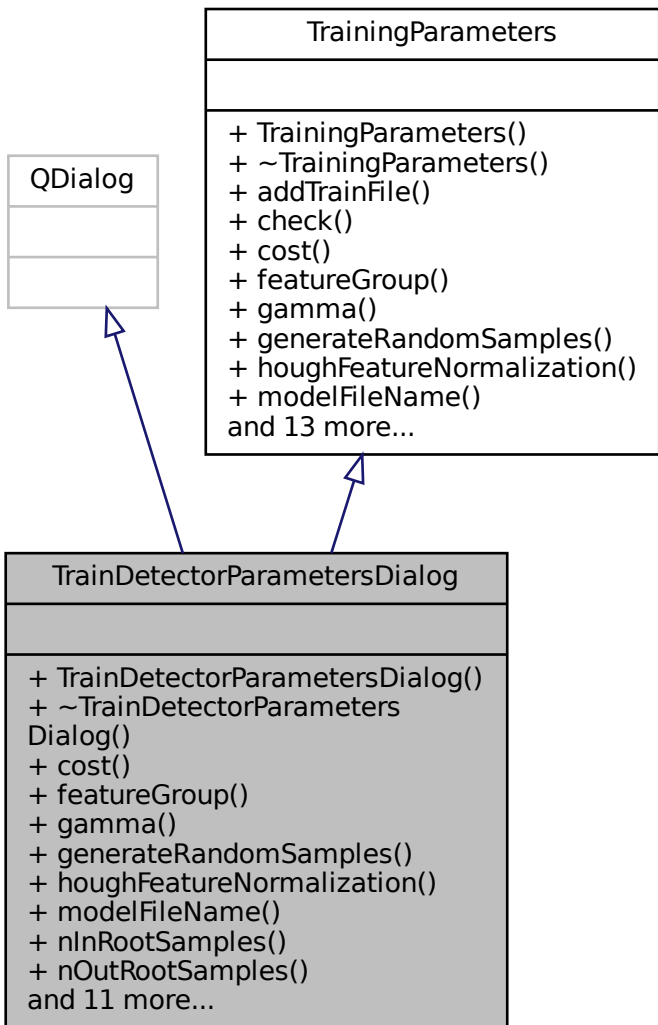 TrainingParameters
+ TrainingParameters()
+ ~TrainingParameters()
+ addTrainFile()
+ check()
+ cost()
+ featureGroup()
+ gamma()
+ generateRandomSamples()
+ houghFeatureNormalization()
+ modelFileName()
and 13 more...
QDialog
TrainDetectorParametersDialog
+ TrainDetectorParametersDialog()
+ ~TrainDetectorParameters
Dialog()
+ cost()
+ featureGroup()
+ gamma()
+ generateRandomSamples()
+ houghFeatureNormalization()
+ modelFileName()
+ nInRootSamples()
+ nOutRootSamples()
and 11 more...